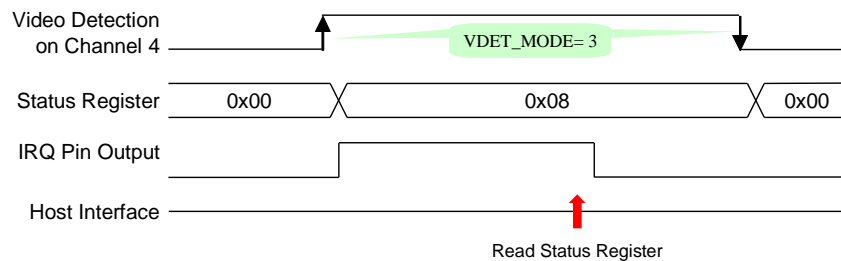 Video Detection
on Channel 4
VDET_MODE= 3
Status Register
0x00
0x08
0x00
IRQ Pin Output
Host Interface
Read Status Register